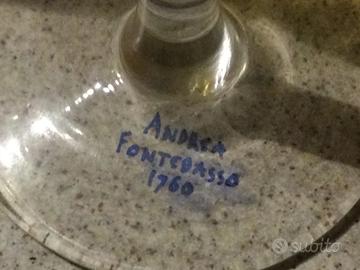 ANDREA
FONTEBASSO
1760
subito